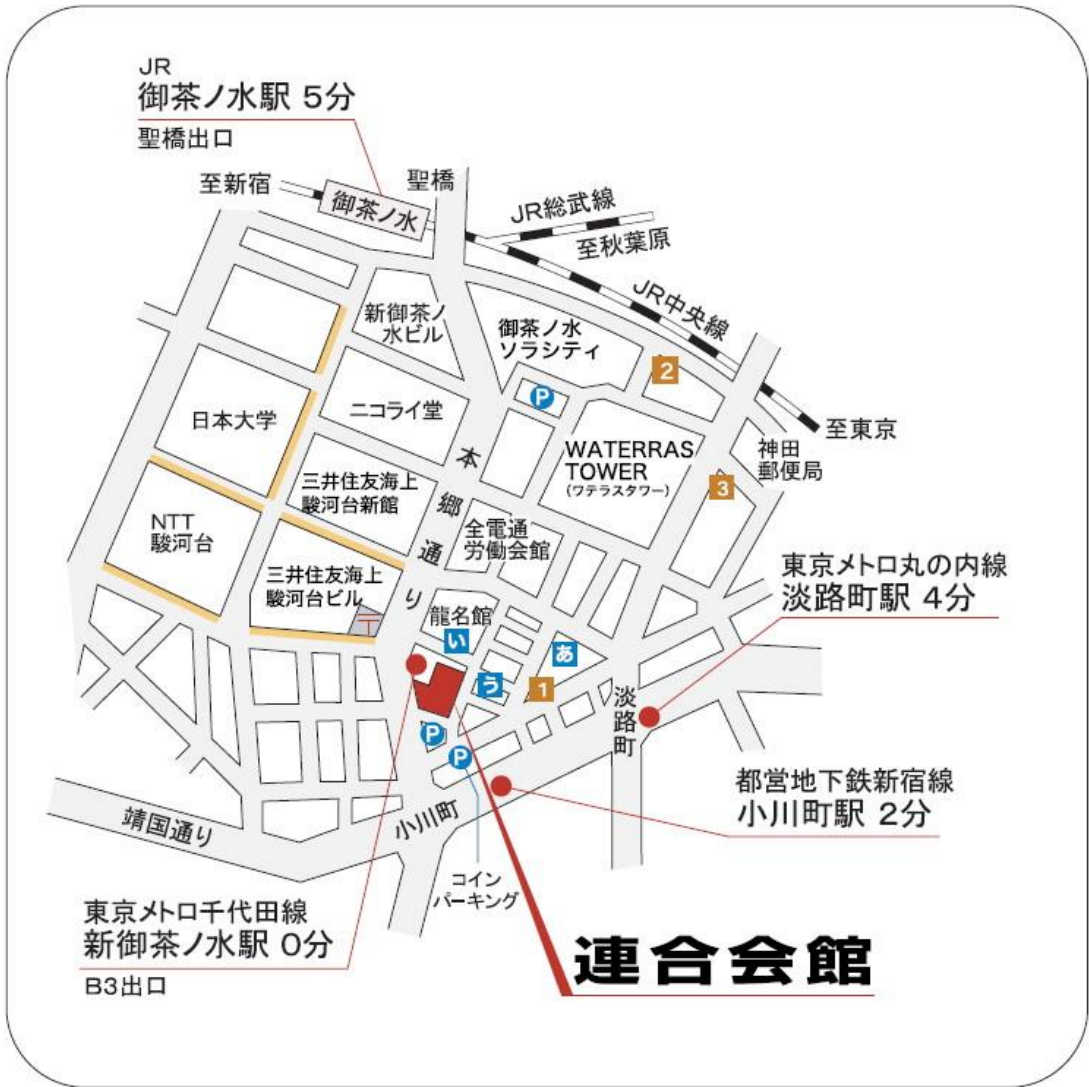 JR
御茶ノ水駅 5分
聖橋出口
至新宿
御茶ノ水
聖橋
JR総武線
至秋葉原
JR中央線
至東京
新御茶ノ
水ビル
御茶ノ水
ソラシティ
2
P
日本大学
ニコライ堂
WATERRAS
TOWER
(ワテラスタワー)
神田
郵便局
3
三井住友海上
駿河台新館
本郷通り
NTT
駿河台
全電通
労働会館
三井住友海上
駿河台ビル
〒
龍名館
い
あ
う
1
東京メトロ丸の内線
淡路町駅 4分
淡路町
P
P
都営地下鉄新宿線
小川町駅 2分
靖国通り
小川町
コイン
パーキング
東京メトロ千代田線
新御茶ノ水駅 0分
B3出口
連合会館